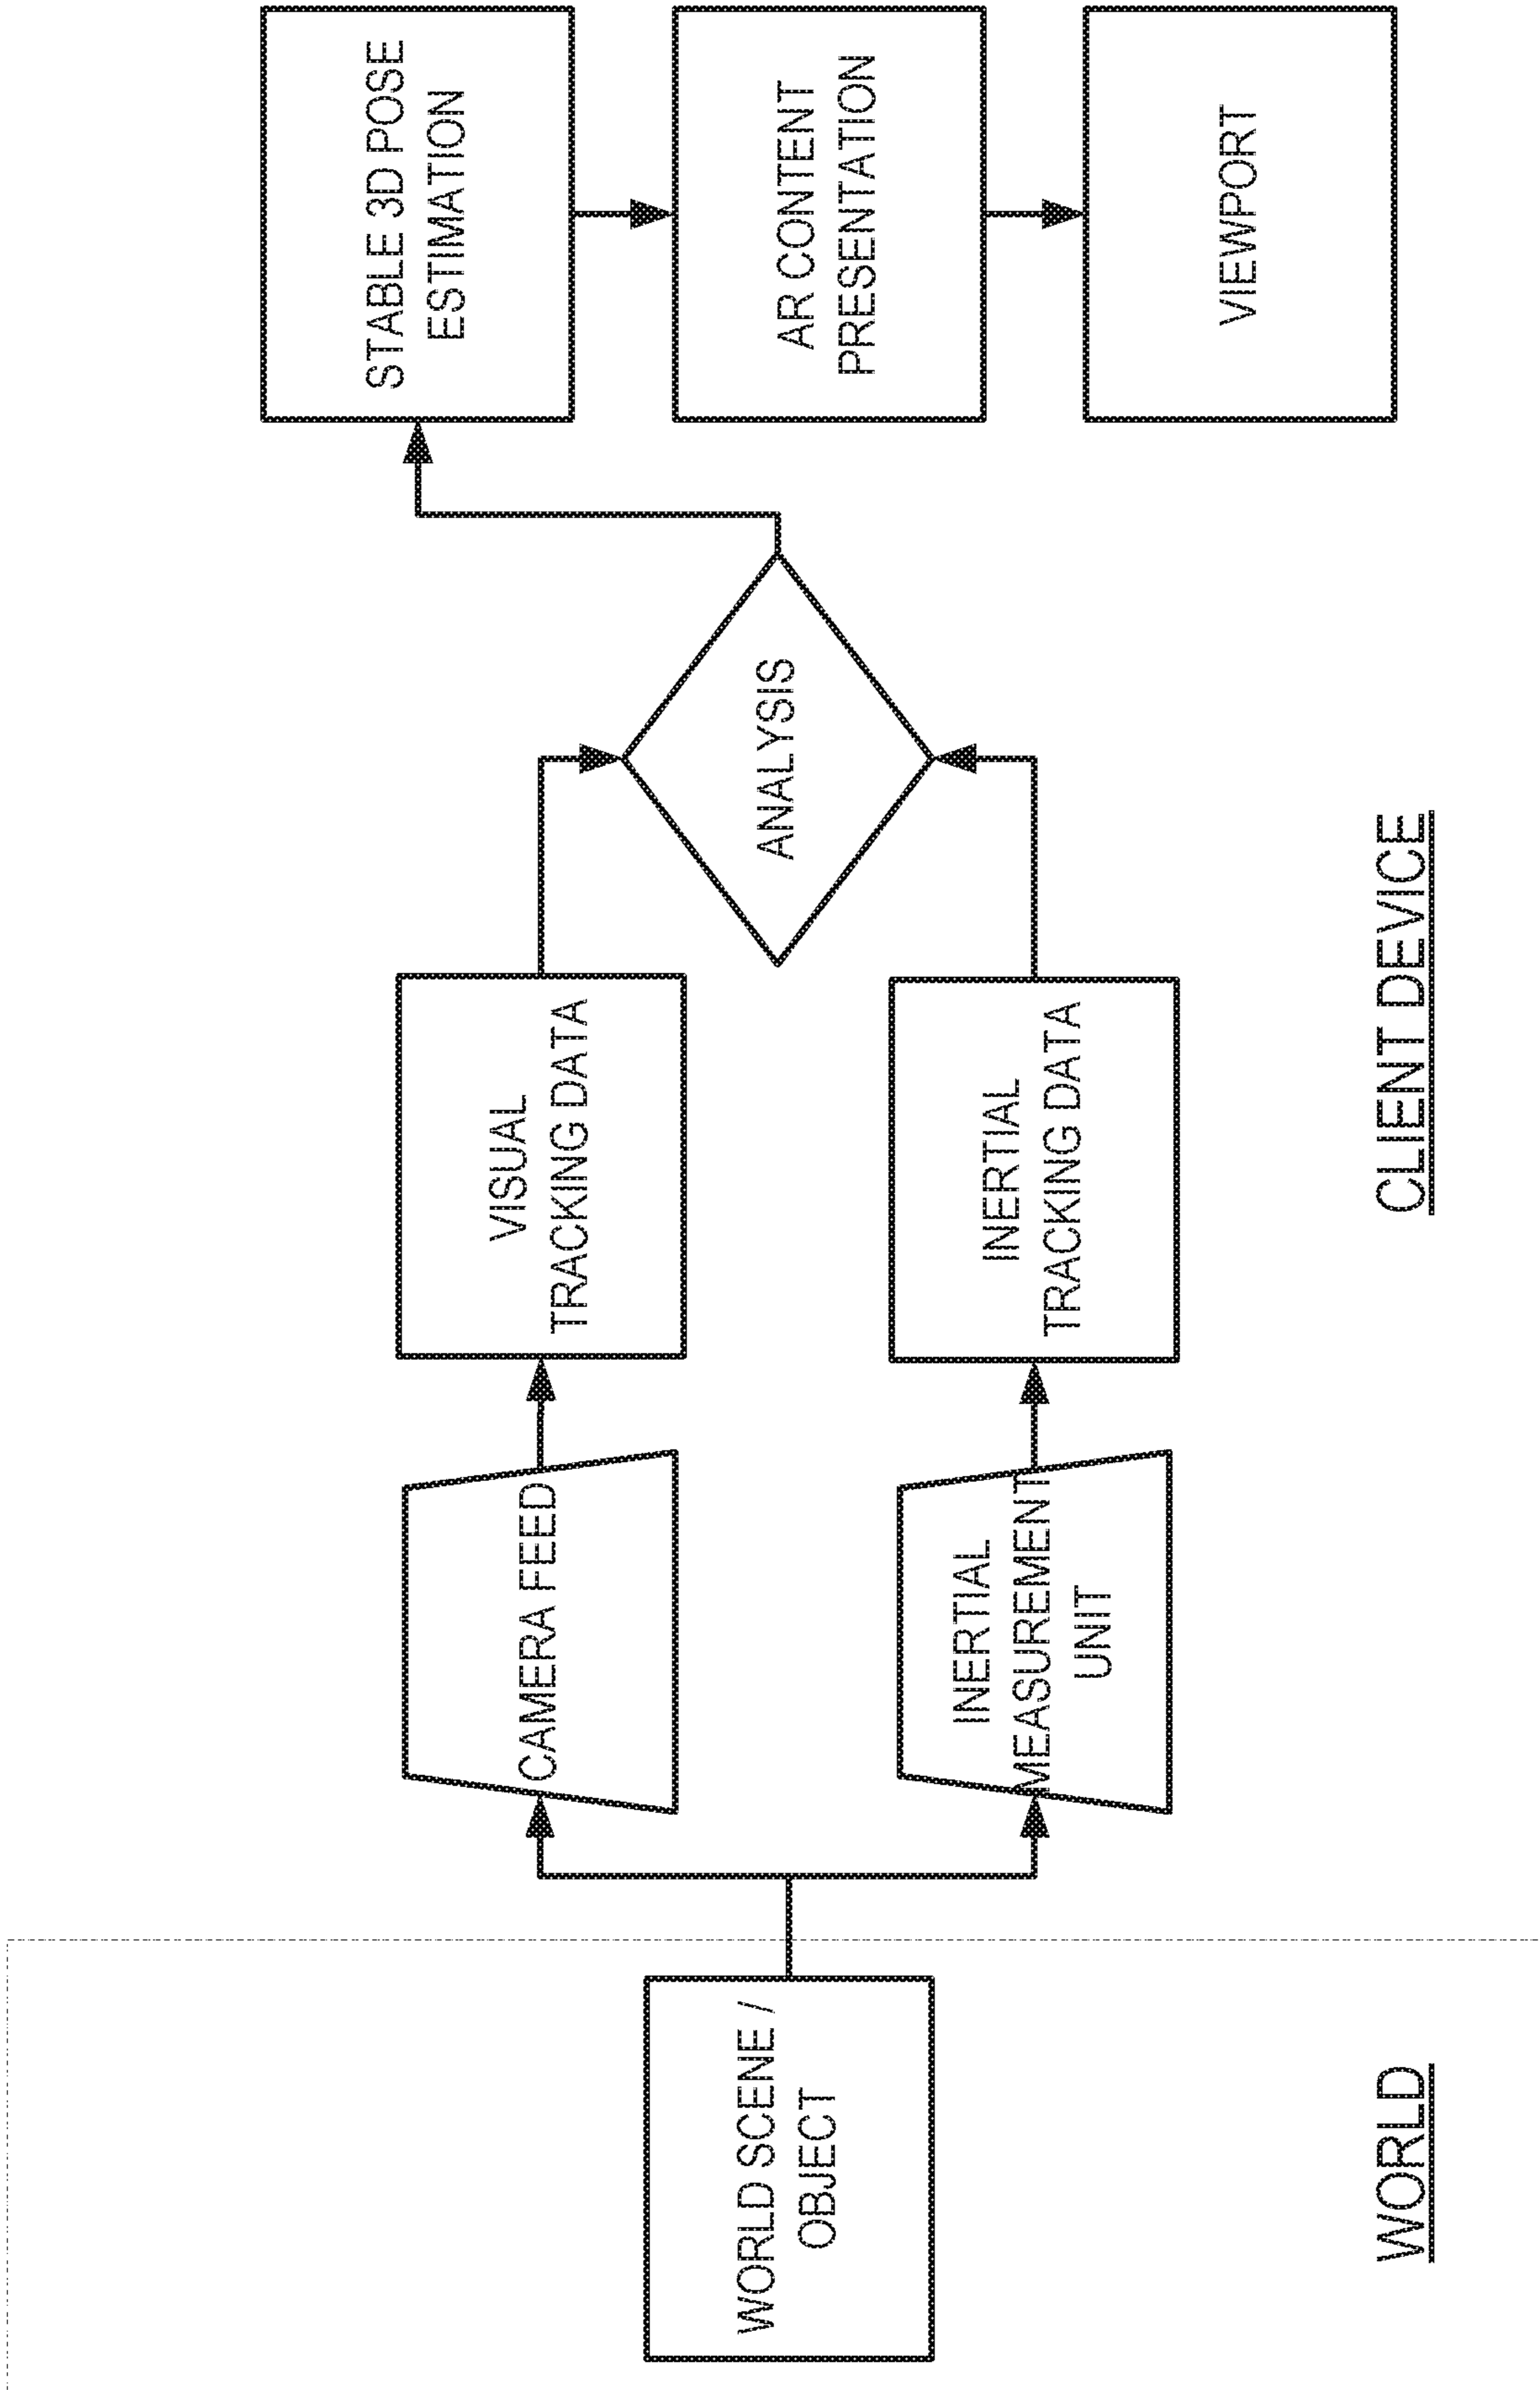 WORLD SCENE /
OBJECT
CAMERA FEED
INERTIAL
MEASUREMENT
UNIT
VISUAL
TRACKING DATA
INERTIAL
TRACKING DATA
ANALYSIS
STABLE 3D POSE
ESTIMATION
AR CONTENT
PRESENTATION
VIEWPORT
WORLD
CLIENT DEVICE